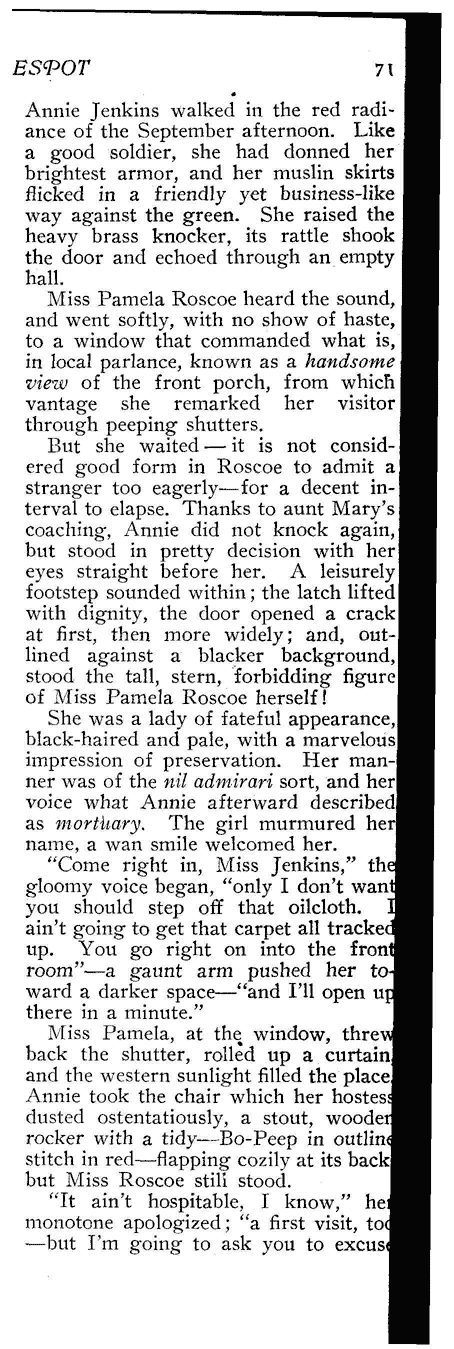 ESPOT 71
Annie Jenkins walked in the red radi-
ance of the September afternoon. Like
a good soldier, she had donned her
brightest armor, and her muslin skirts
flicked in a friendly yet business-like
way against the green. She raised the
heavy brass knocker, its rattle shook
the door and echoed through an empty
hall.
Miss Pamela Roscoe heard the sound,
and went softly, with no show of haste,
to a window that commanded what is,
in local parlance, known as a handsome
view of the front porch, from which
vantage she remarked her visitor
through peeping shutters.
But she waited — it is not consid-
ered good form in Roscoe to admit a
stranger too eagerly—for a decent in-
terval to elapse. Thanks to aunt Mary's
coaching, Annie did not knock again,
but stood in pretty decision with her
eyes straight before her. A leisurely
footstep sounded within; the latch lifted
with dignity, the door opened a crack
at first, then more widely; and, out-
lined against a blacker background,
stood the tall, stern, forbidding figure
of Miss Pamela Roscoe herself!
She was a lady of fateful appearance,
black-haired and pale, with a marvelous
impression of preservation. Her man-
ner was of the nil admirari sort, and her
voice what Annie afterward described
as mortuary. The girl murmured her
name, a wan smile welcomed her.
"Come right in, Miss Jenkins," the
gloomy voice began, "only I don't want
you should step off that oilcloth. I
ain't going to get that carpet all tracked
up. You go right on into the front
room"—a gaunt arm pushed her to-
ward a darker space—"and I'll open up
there in a minute."
Miss Pamela, at the window, threw
back the shutter, rolled up a curtain,
and the western sunlight filled the place.
Annie took the chair which her hostess
dusted ostentatiously, a stout, wooden
rocker with a tidy—Bo-Peep in outline
stitch in red—flapping cozily at its back
but Miss Roscoe still stood.
"It ain't hospitable, I know," her
monotone apologized; "a first visit, too
—but I'm going to ask you to excuse